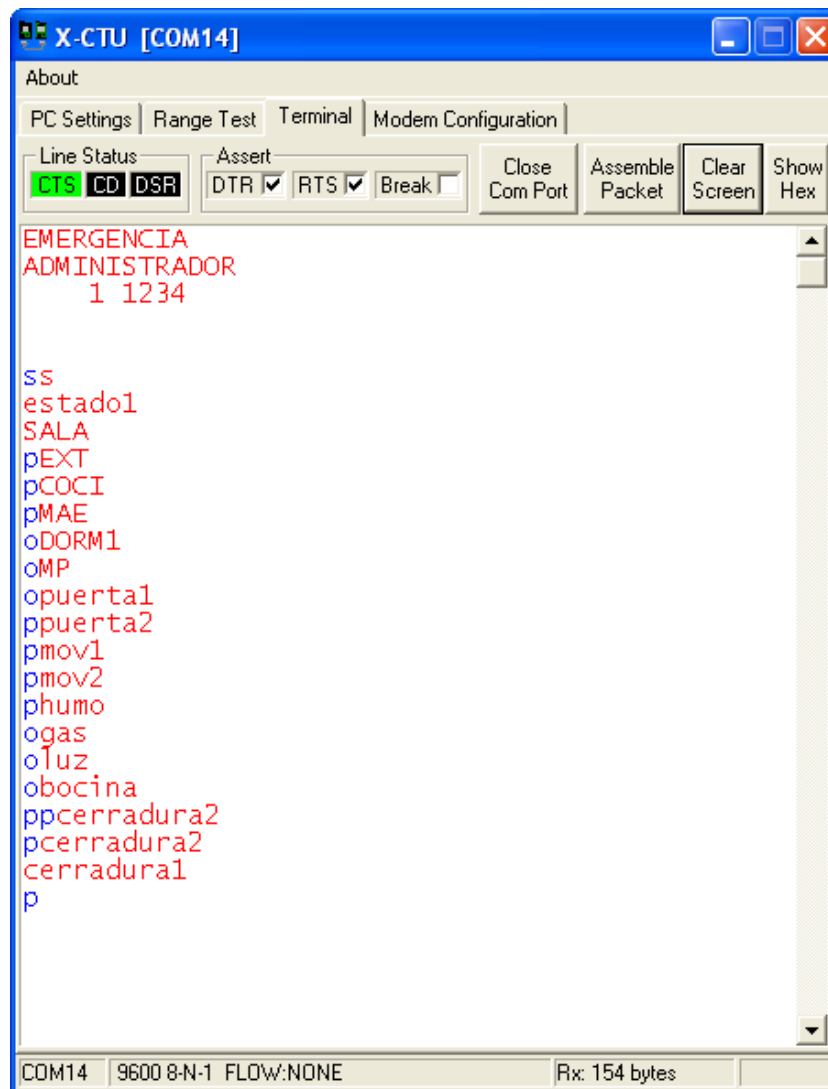 X-CTU [COM14]
About
PC Settings Range Test Terminal Modem Configuration
Line Status Assert
CTS CD DSR DTR RTS Break
Close Com Port
Assemble Packet
Clear Screen
Show Hex
EMERGENCIA
ADMINISTRADOR
1 1234
ss
estado1
SALA
pEXT
pCOCI
pMAE
oDORM1
oMP
opuerta1
ppuerta2
pmov1
pmov2
phumo
ogas
oluz
obocina
ppcerradura2
pcerradura2
cerradura1
p
COM14 9600 8-N-1 FLOW:NONE Rx: 154 bytes